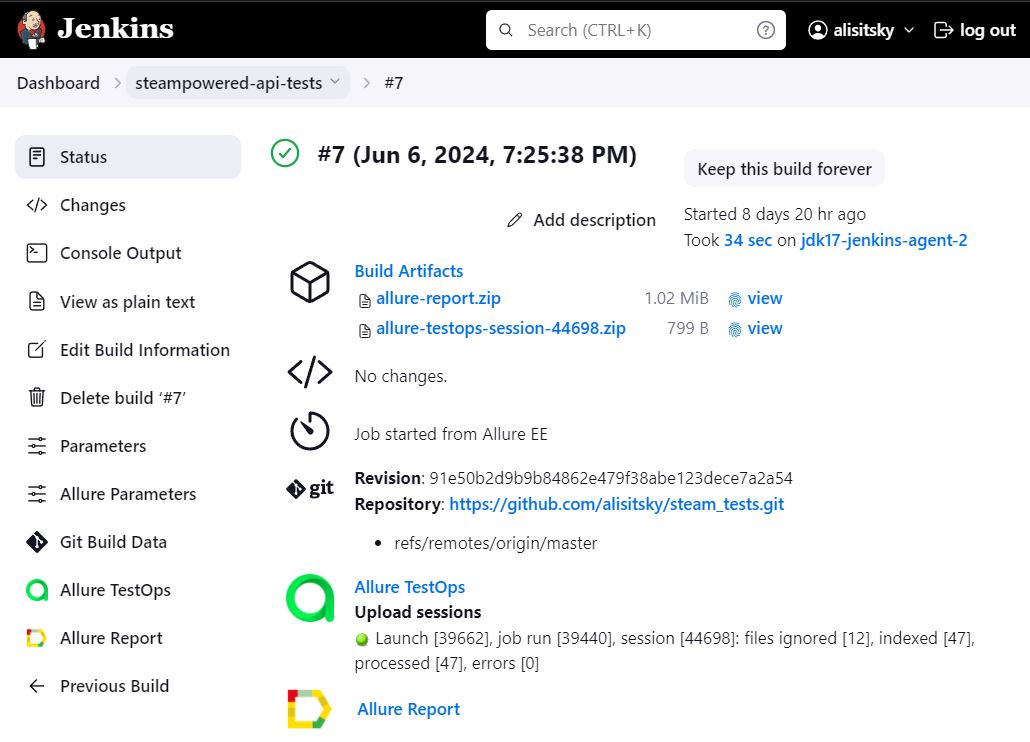 Jenkins
Search (CTRL+K)
alisitsky
log out
Dashboard
steampowered-api-tests
#7
Status
Changes
Console Output
View as plain text
Edit Build Information
Delete build ‘#7’
Parameters
Allure Parameters
Git Build Data
Allure TestOps
Allure Report
Previous Build
#7 (Jun 6, 2024, 7:25:38 PM)
Keep this build forever
Add description
Started 8 days 20 hr ago
Took 34 sec on jdk17-jenkins-agent-2
Build Artifacts
allure-report.zip 1.02 MiB view
allure-testops-session-44698.zip 799 B view
No changes.
Job started from Allure EE
git
Revision: 91e50b2d9b9b84862e479f38abe123dece7a2a54
Repository: https://github.com/alisitsky/steam_tests.git
refs/remotes/origin/master
Allure TestOps
Upload sessions
Launch [39662], job run [39440], session [44698]: files ignored [12], indexed [47],
processed [47], errors [0]
Allure Report